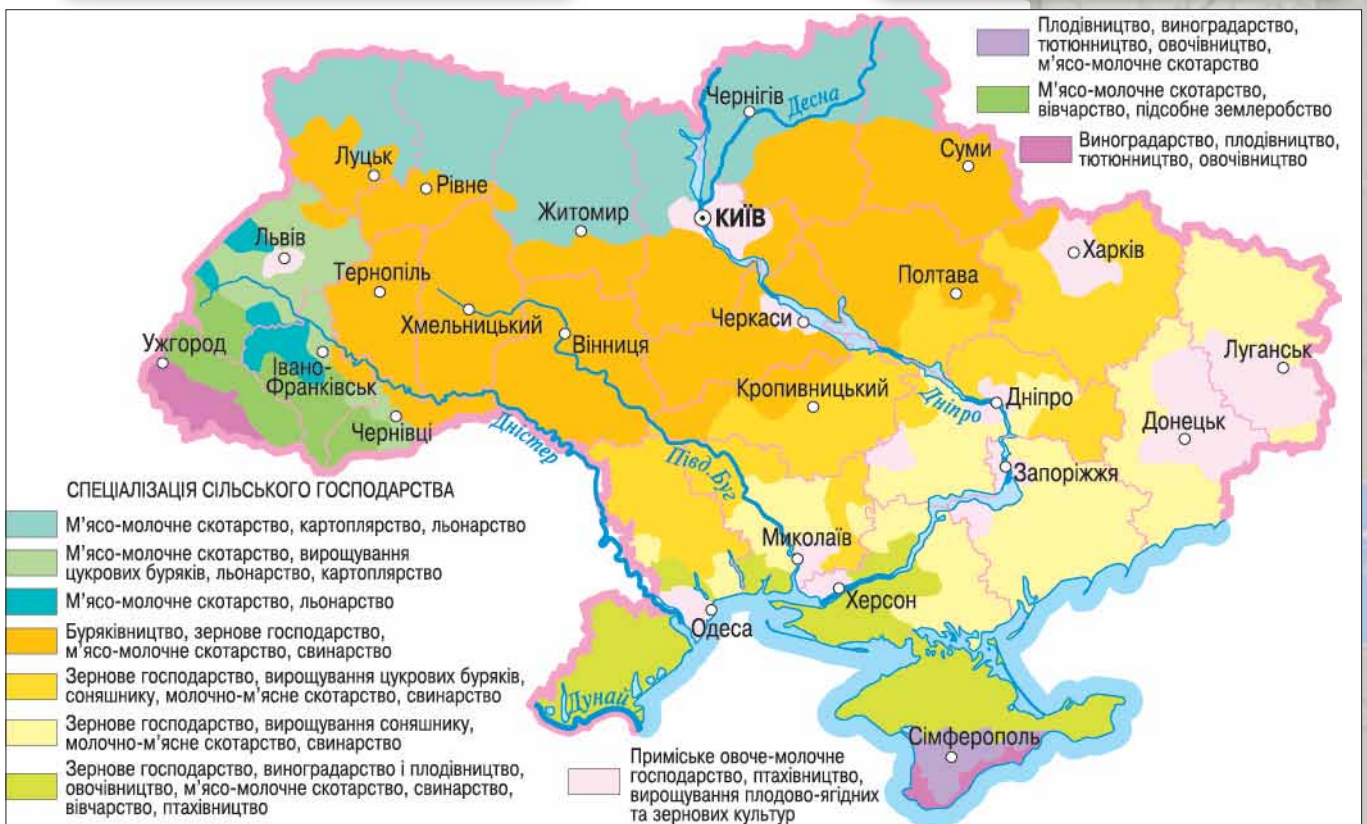 Плодівництво, виноградарство,
тютюнництво, овочівництво,
м’ясо-молочне скотарство
М’ясо-молочне скотарство,
вівчарство, підсобне землеробство
Виноградарство, плодівництво,
тютюнництво, овочівництво
Чернігів
Десна
Луцьк
Рівне
Суми
Житомир
КИЇВ
Львів
Харків
Тернопіль
Полтава
Хмельницький
Черкаси
Ужгород
Вінниця
Луганськ
Івано-
Франківськ
Кропивницький
Дніпро
Дніпро
Чернівці
Донецьк
Дністер
Півд. Буг
Запоріжжя
СПЕЦІАЛІЗАЦІЯ СІЛЬСЬКОГО ГОСПОДАРСТВА
М’ясо-молочне скотарство, картоплярство, льонарство
М’ясо-молочне скотарство, вирощування
цукрових буряків, льонарство, картоплярство
М’ясо-молочне скотарство, льонарство
Буряківництво, зернове господарство,
м’ясо-молочне скотарство, свинарство
Зернове господарство, вирощування цукрових буряків,
соняшнику, молочно-м’ясне скотарство, свинарство
Зернове господарство, вирощування соняшнику,
молочно-м’ясне скотарство, свинарство
Зернове господарство, виноградарство і плодівництво,
овочівництво, м’ясо-молочне скотарство, свинарство,
вівчарство, птахівництво
Миколаїв
Херсон
Одеса
Дунай
Сімферополь
Приміське овоче-молочне
господарство, птахівництво,
вирощування плодово-ягідних
та зернових культур